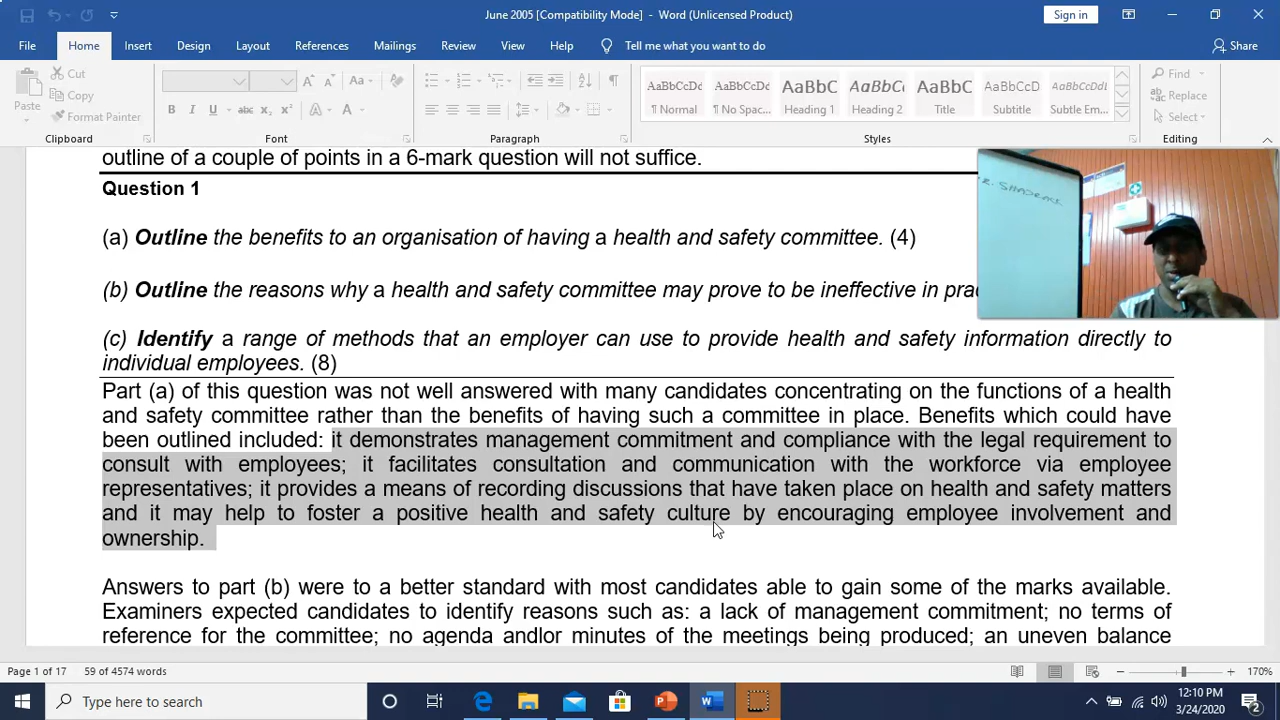 June 2005 [Compatibility Mode] - Word (Unlicensed Product)
Sign in
File Home Insert Design Layout References Mailings Review View Help Tell me what you want to do Share
Paste
Cut
Copy
Format Painter
Clipboard
Aa
B I U abc x₂ x² A A
Font
Paragraph
AaBbCcDd AaBbCcDd AaBbC AaBbC AaBbC AaBbCcD AaBbCcDd
¶ Normal ¶ No Spac... Heading 1 Heading 2 Title Subtitle Subtle Em...
Styles
Find
Replace
Select
Editing
outline of a couple of points in a 6-mark question will not suffice.
Question 1
(a) Outline the benefits to an organisation of having a health and safety committee. (4)
(b) Outline the reasons why a health and safety committee may prove to be ineffective in prac
(c) Identify a range of methods that an employer can use to provide health and safety information directly to
individual employees. (8)
Part (a) of this question was not well answered with many candidates concentrating on the functions of a health
and safety committee rather than the benefits of having such a committee in place. Benefits which could have
been outlined included: it demonstrates management commitment and compliance with the legal requirement to
consult with employees; it facilitates consultation and communication with the workforce via employee
representatives; it provides a means of recording discussions that have taken place on health and safety matters
and it may help to foster a positive health and safety culture by encouraging employee involvement and
ownership.
Answers to part (b) were to a better standard with most candidates able to gain some of the marks available.
Examiners expected candidates to identify reasons such as: a lack of management commitment; no terms of
reference for the committee; no agenda andlor minutes of the meetings being produced; an uneven balance
Page 1 of 17 59 of 4574 words 170%
Type here to search
12:10 PM
3/24/2020
2